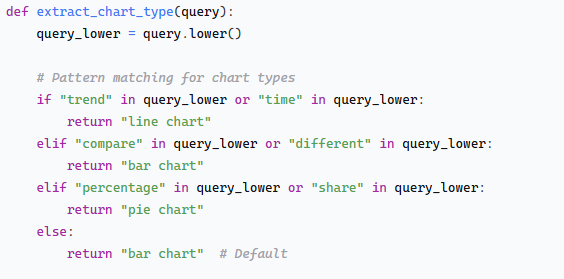 def extract_chart_type(query):
    query_lower = query.lower()

    # Pattern matching for chart types
    if "trend" in query_lower or "time" in query_lower:
        return "line chart"
    elif "compare" in query_lower or "different" in query_lower:
        return "bar chart"
    elif "percentage" in query_lower or "share" in query_lower:
        return "pie chart"
    else:
        return "bar chart"  # Default